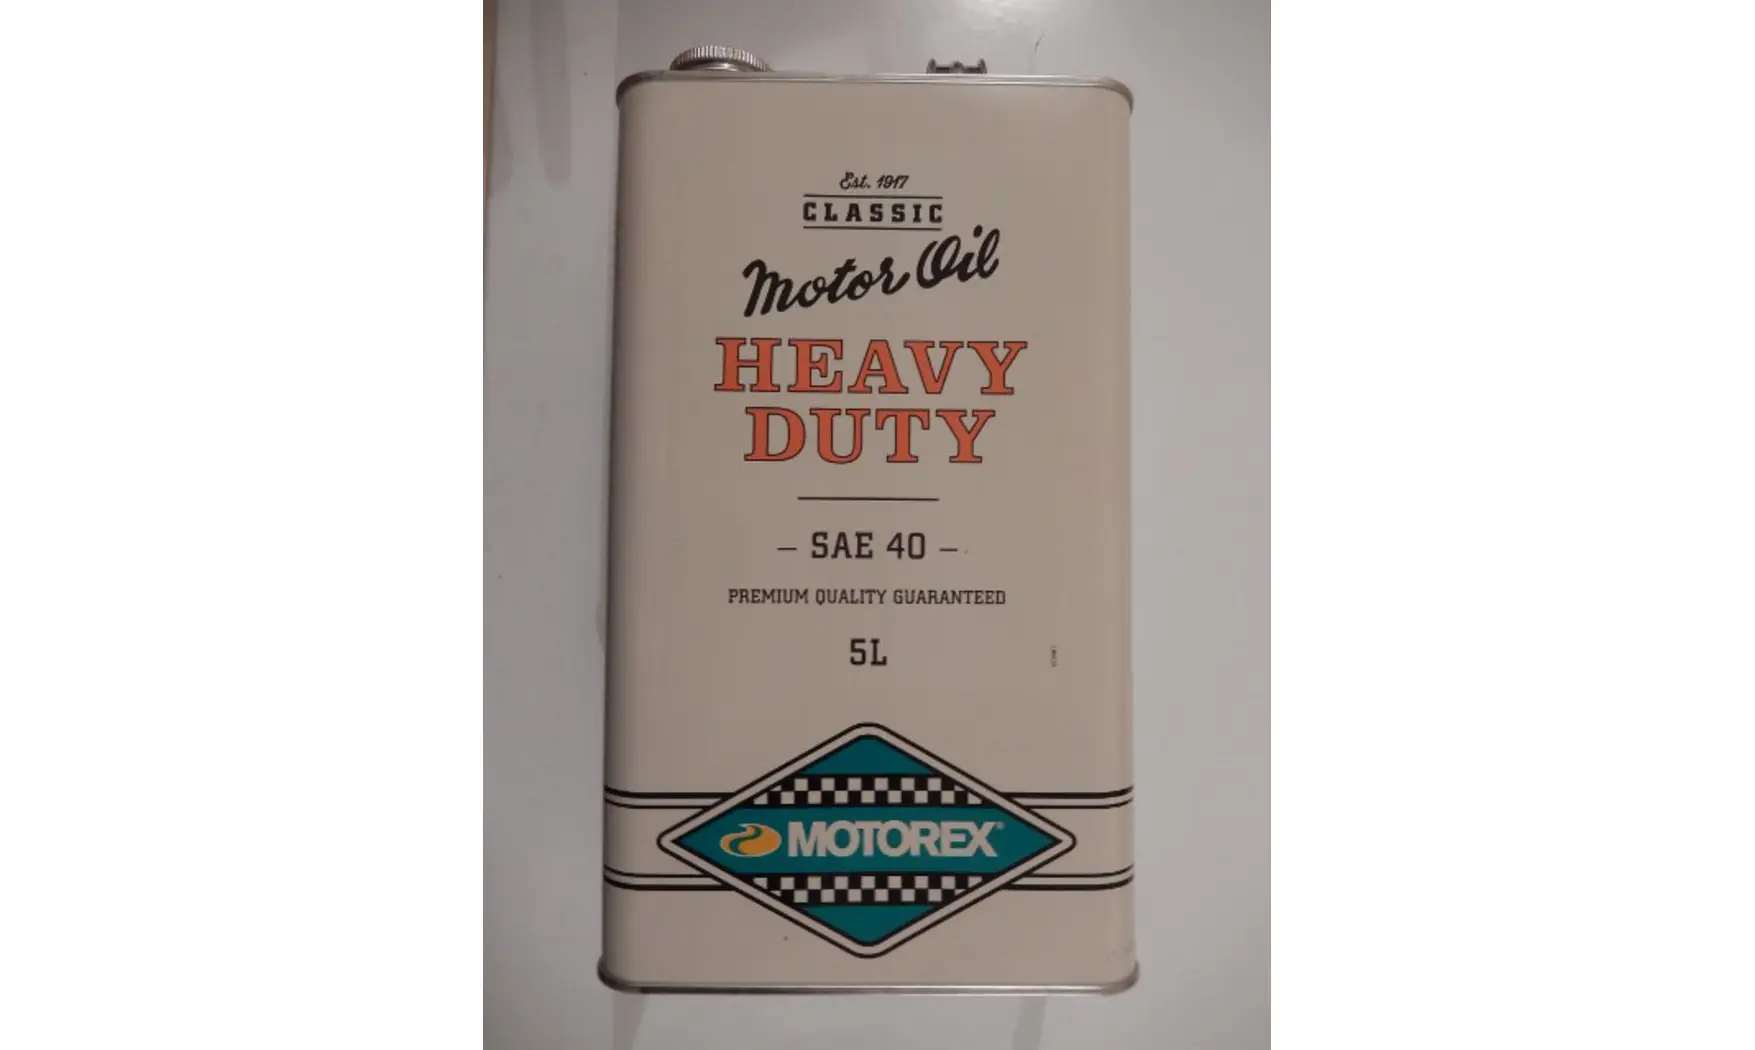 Est. 1917
CLASSIC
Motor Oil
HEAVY
DUTY
– SAE 40 –
PREMIUM QUALITY GUARANTEED
5L
MOTOREX®